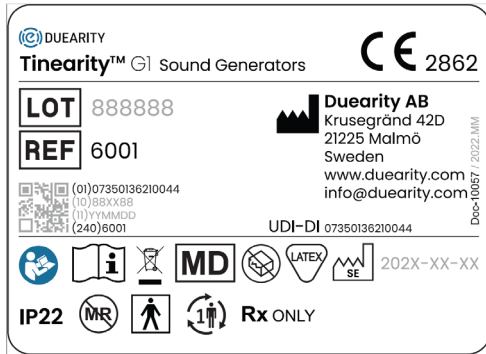 DUEARITY
Tinearity™ G1 Sound Generators
CE 2862
LOT 888888
REF 6001
Duearity AB
Krusegränd 42D
21225 Malmö
Sweden
www.duearity.com
info@duearity.com
Doc-10057 / 2022.MM
(01)07350136210044
(10)88XX88
(11)YYMMDD
(240)6001
UDI-DI 07350136210044
i MD LATEX SE 202X-XX-XX
IP22 MR 1 Rx ONLY